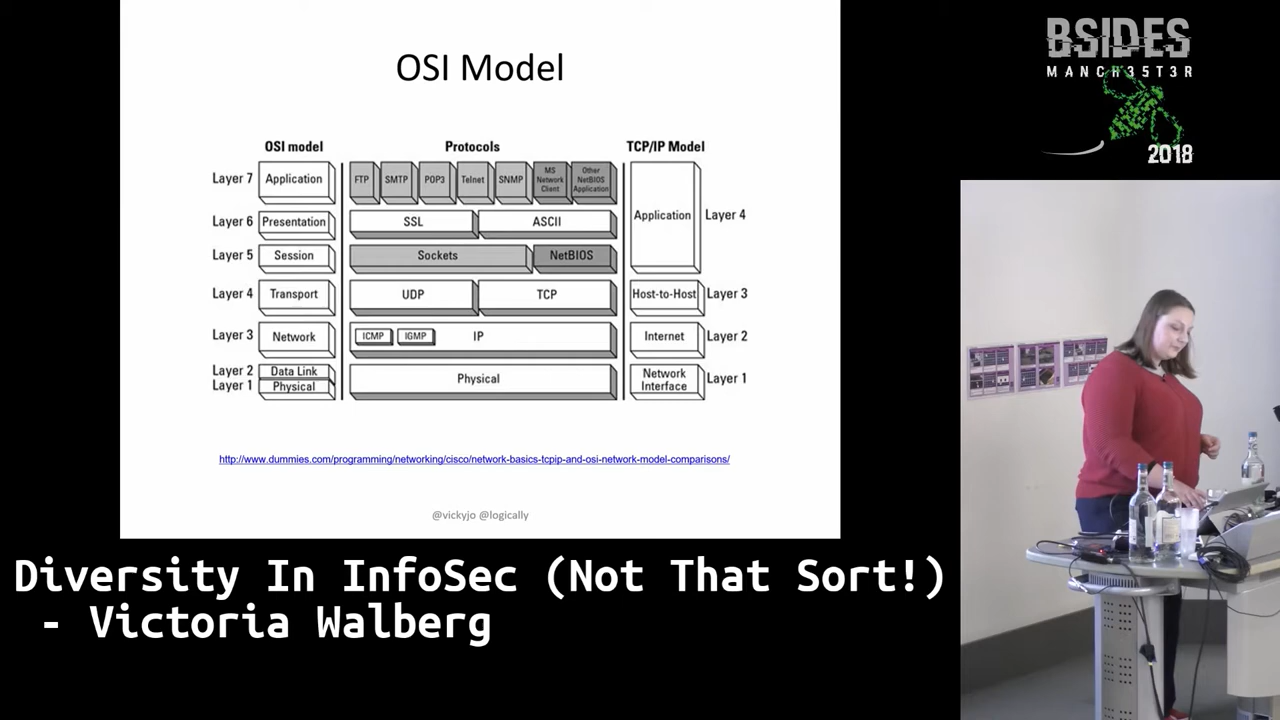 OSI Model
OSI model Protocols TCP/IP Model
Layer 7 Application FTP SMTP POP3 Telnet SNMP MS Network Client Other NetBIOS Application
Layer 6 Presentation SSL ASCII Application Layer 4
Layer 5 Session Sockets NetBIOS
Layer 4 Transport UDP TCP Host-to-Host Layer 3
Layer 3 Network ICMP IGMP IP Internet Layer 2
Layer 2 Data Link
Layer 1 Physical Physical Network Interface Layer 1
http://www.dummies.com/programming/networking/cisco/network-basics-tcpip-and-osi-network-model-comparisons/
@vickyjo @logically
BSIDES
MANCH35T3R
2018
Diversity In InfoSec (Not That Sort!)
- Victoria Walberg